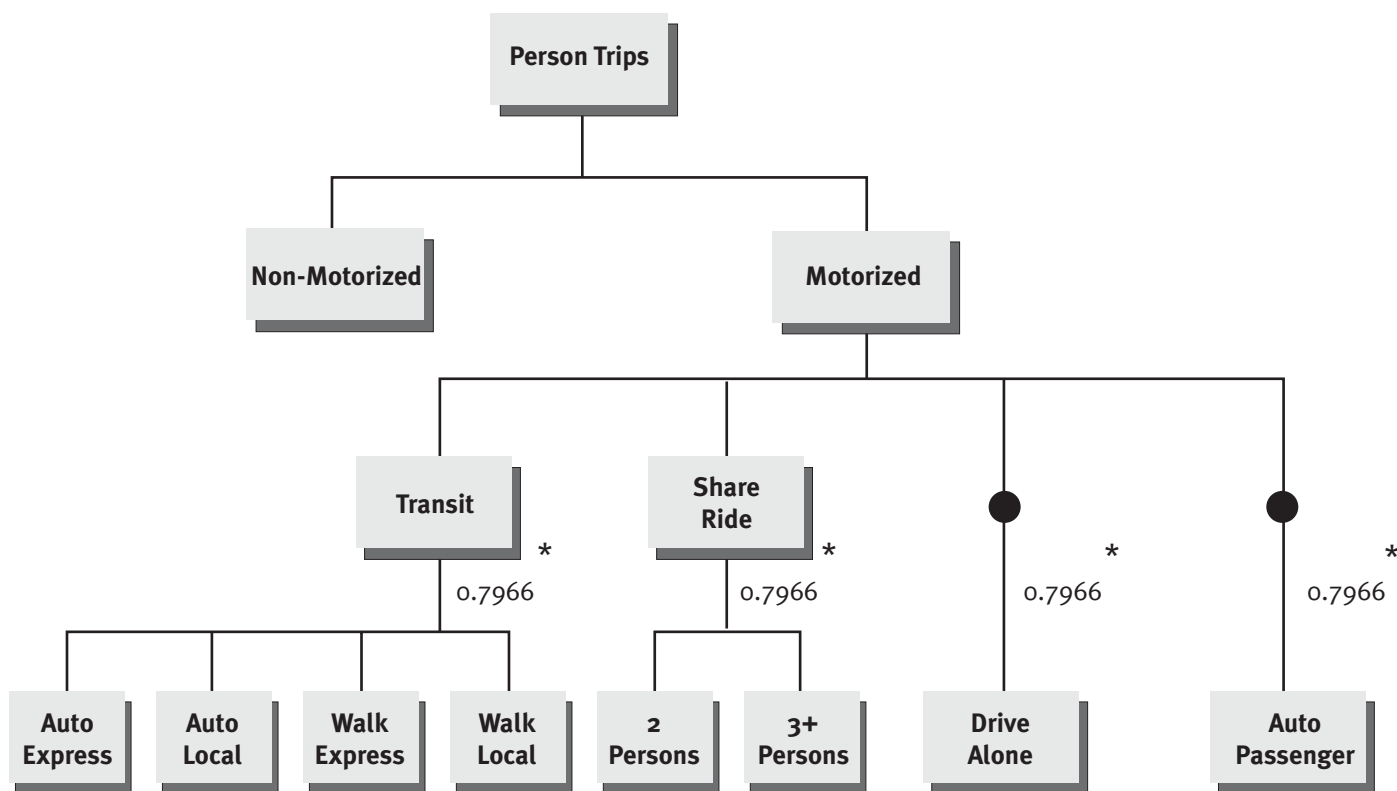 Person Trips
Non-Motorized
Motorized
Transit
Share
Ride
*
*
*
*
0.7966
0.7966
0.7966
0.7966
Auto
Express
Auto
Local
Walk
Express
Walk
Local
2
Persons
3+
Persons
Drive
Alone
Auto
Passenger